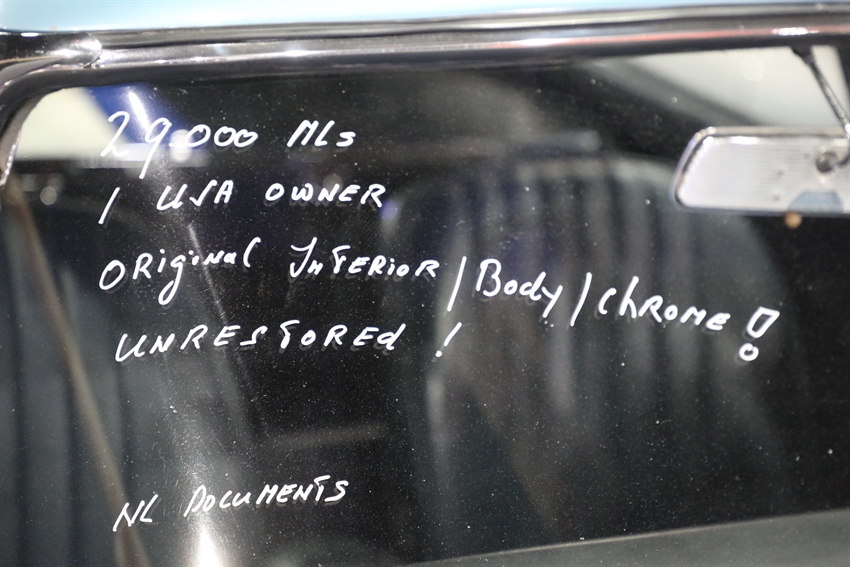 29.000 MLs
1 USA OWNER
ORiginal INTERIOR / Body / CHROME !
UNRESTORED !
NL DOCUMENTS